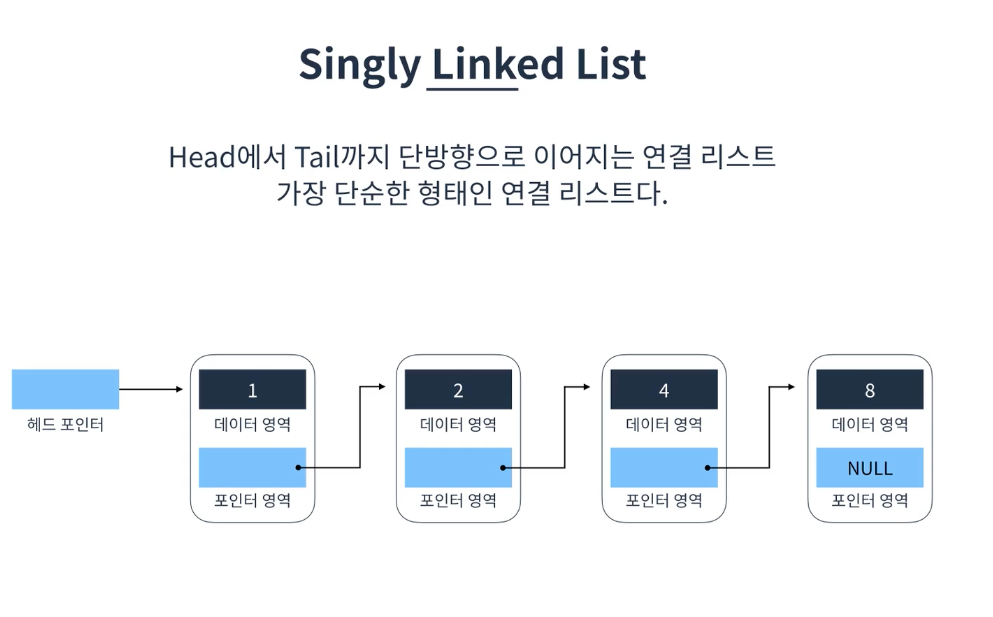 Singly Linked List
Head에서 Tail까지 단방향으로 이어지는 연결 리스트
가장 단순한 형태인 연결 리스트다.
헤드 포인터
1
데이터 영역
포인터 영역
2
데이터 영역
포인터 영역
4
데이터 영역
포인터 영역
8
데이터 영역
NULL
포인터 영역